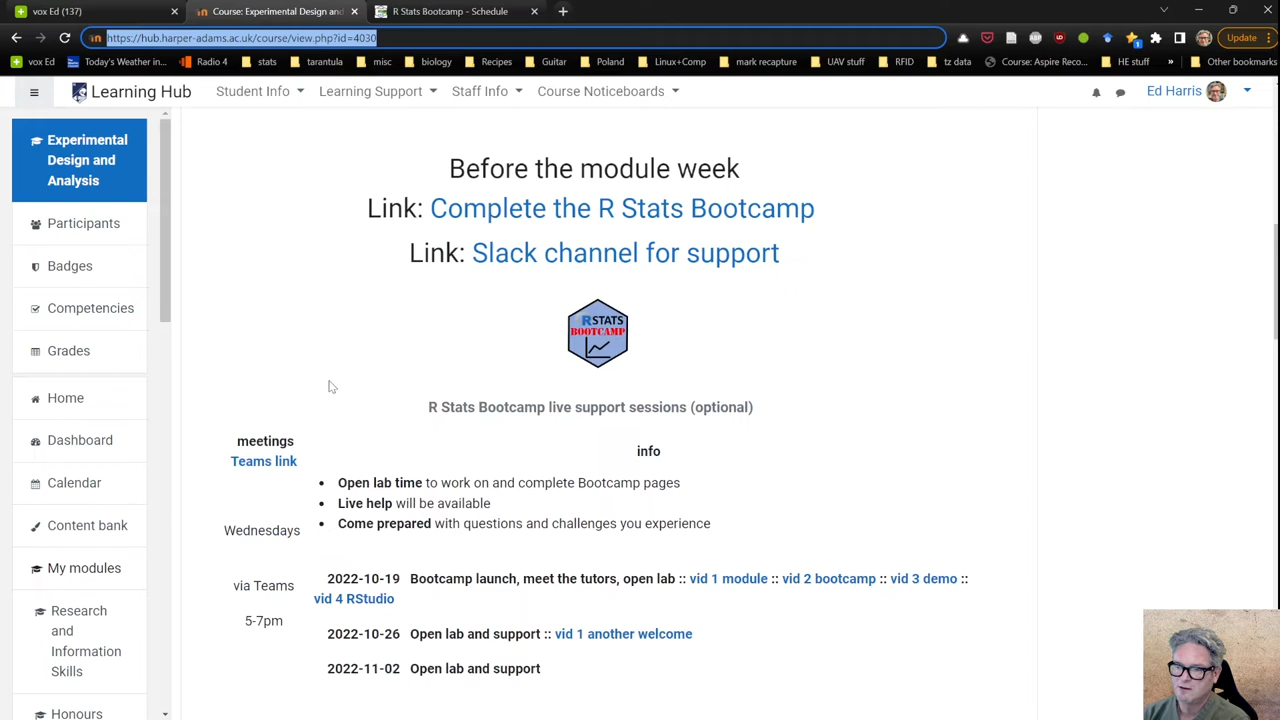 vox Ed (137)
Course: Experimental Design and
R Stats Bootcamp - Schedule
https://hub.harper-adams.ac.uk/course/view.php?id=4030
Update
vox Ed
Today's Weather in...
Radio 4
stats
tarantula
misc
biology
Recipes
Guitar
Poland
Linux+Comp
mark recapture
UAV stuff
RFID
tz data
Course: Aspire Reco...
HE stuff
»
Other bookmarks
Learning Hub
Student Info
Learning Support
Staff Info
Course Noticeboards
Ed Harris
Experimental
Design and
Analysis
Participants
Badges
Competencies
Grades
Home
Dashboard
Calendar
Content bank
My modules
Research
and
Information
Skills
Honours
Before the module week
Link: Complete the R Stats Bootcamp
Link: Slack channel for support
RSTATS
BOOTCAMP
R Stats Bootcamp live support sessions (optional)
meetings
Teams link
info
• Open lab time to work on and complete Bootcamp pages
• Live help will be available
• Come prepared with questions and challenges you experience
Wednesdays
via Teams
5-7pm
2022-10-19 Bootcamp launch, meet the tutors, open lab :: vid 1 module :: vid 2 bootcamp :: vid 3 demo ::
vid 4 RStudio
2022-10-26 Open lab and support :: vid 1 another welcome
2022-11-02 Open lab and support